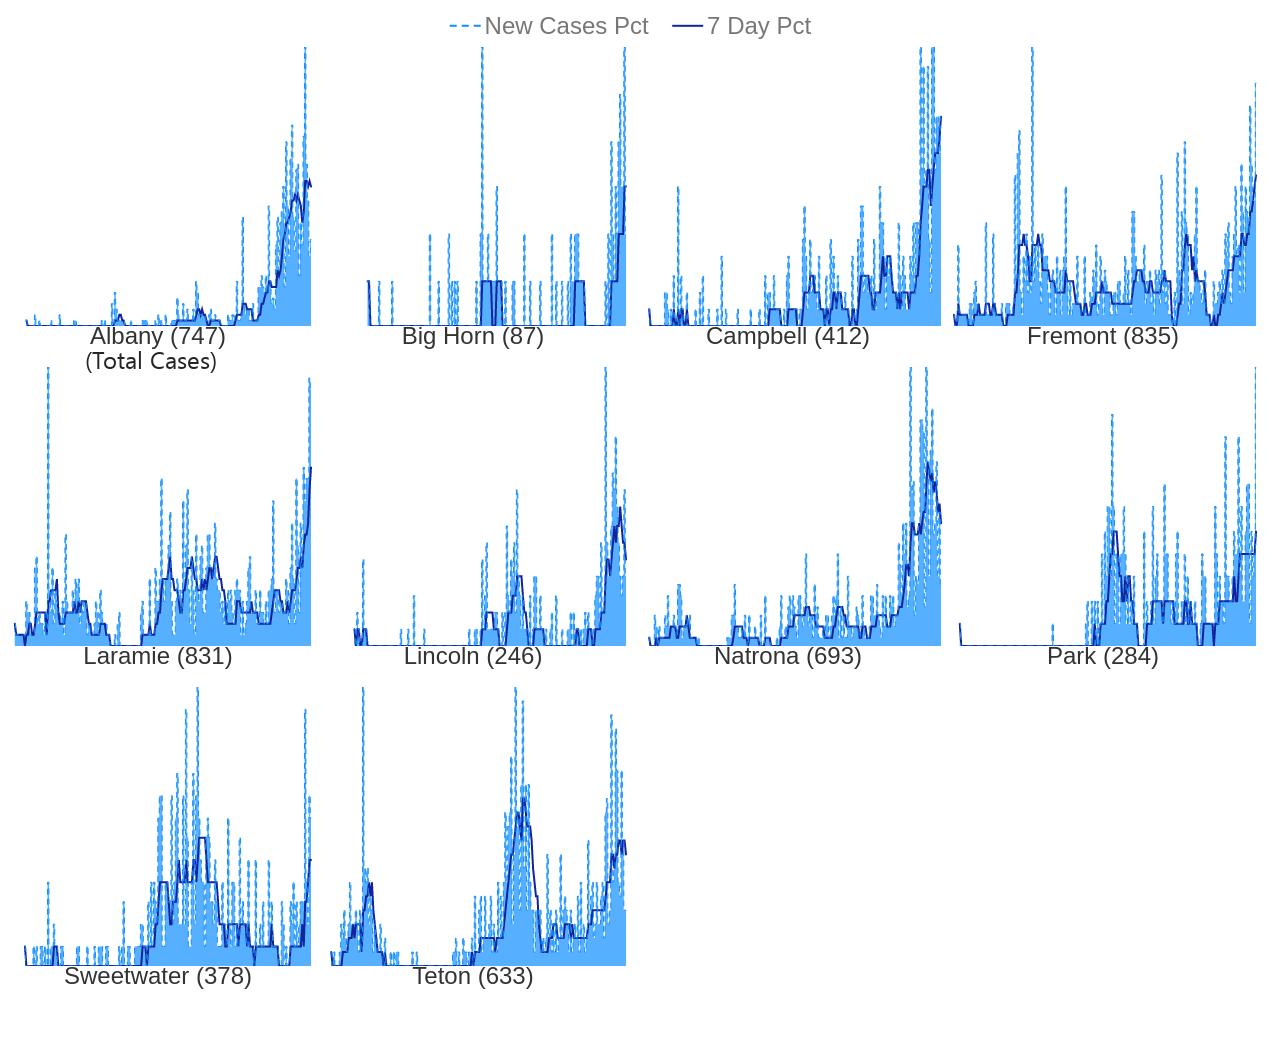 New Cases Pct 7 Day Pct
Albany (747) Big Horn (87) Campbell (412) Fremont (835)
(Total Cases)
Laramie (831) Lincoln (246) Natrona (693) Park (284)
Sweetwater (378) Teton (633)